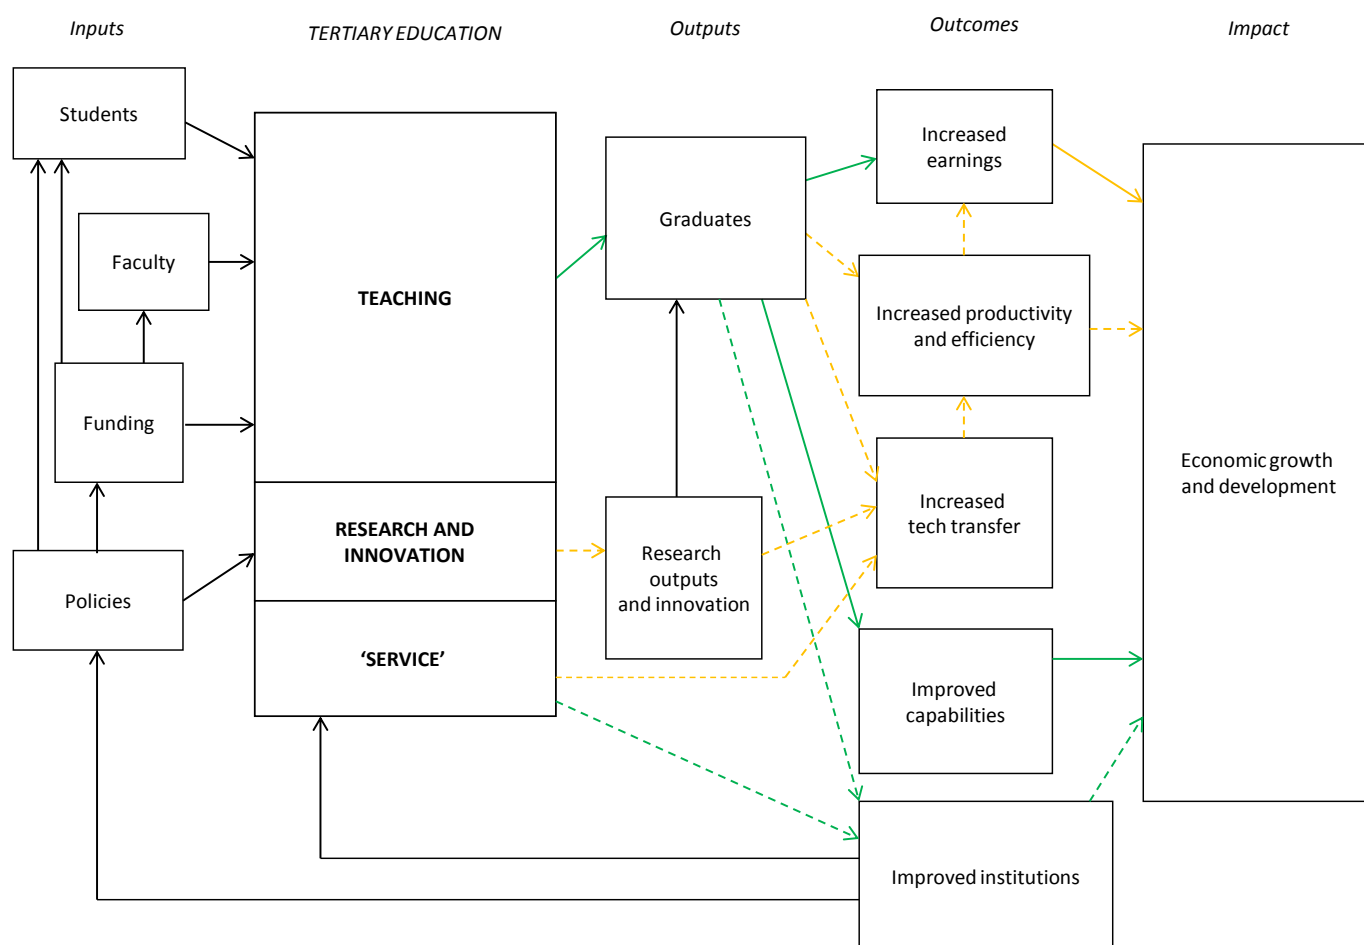 Inputs
TERTIARY EDUCATION
Outputs
Outcomes
Impact
Students
Faculty
Funding
Policies
TEACHING
RESEARCH AND
INNOVATION
‘SERVICE’
Graduates
Research
outputs
and innovation
Increased
earnings
Increased productivity
and efficiency
Increased
tech transfer
Improved
capabilities
Improved institutions
Economic growth
and development